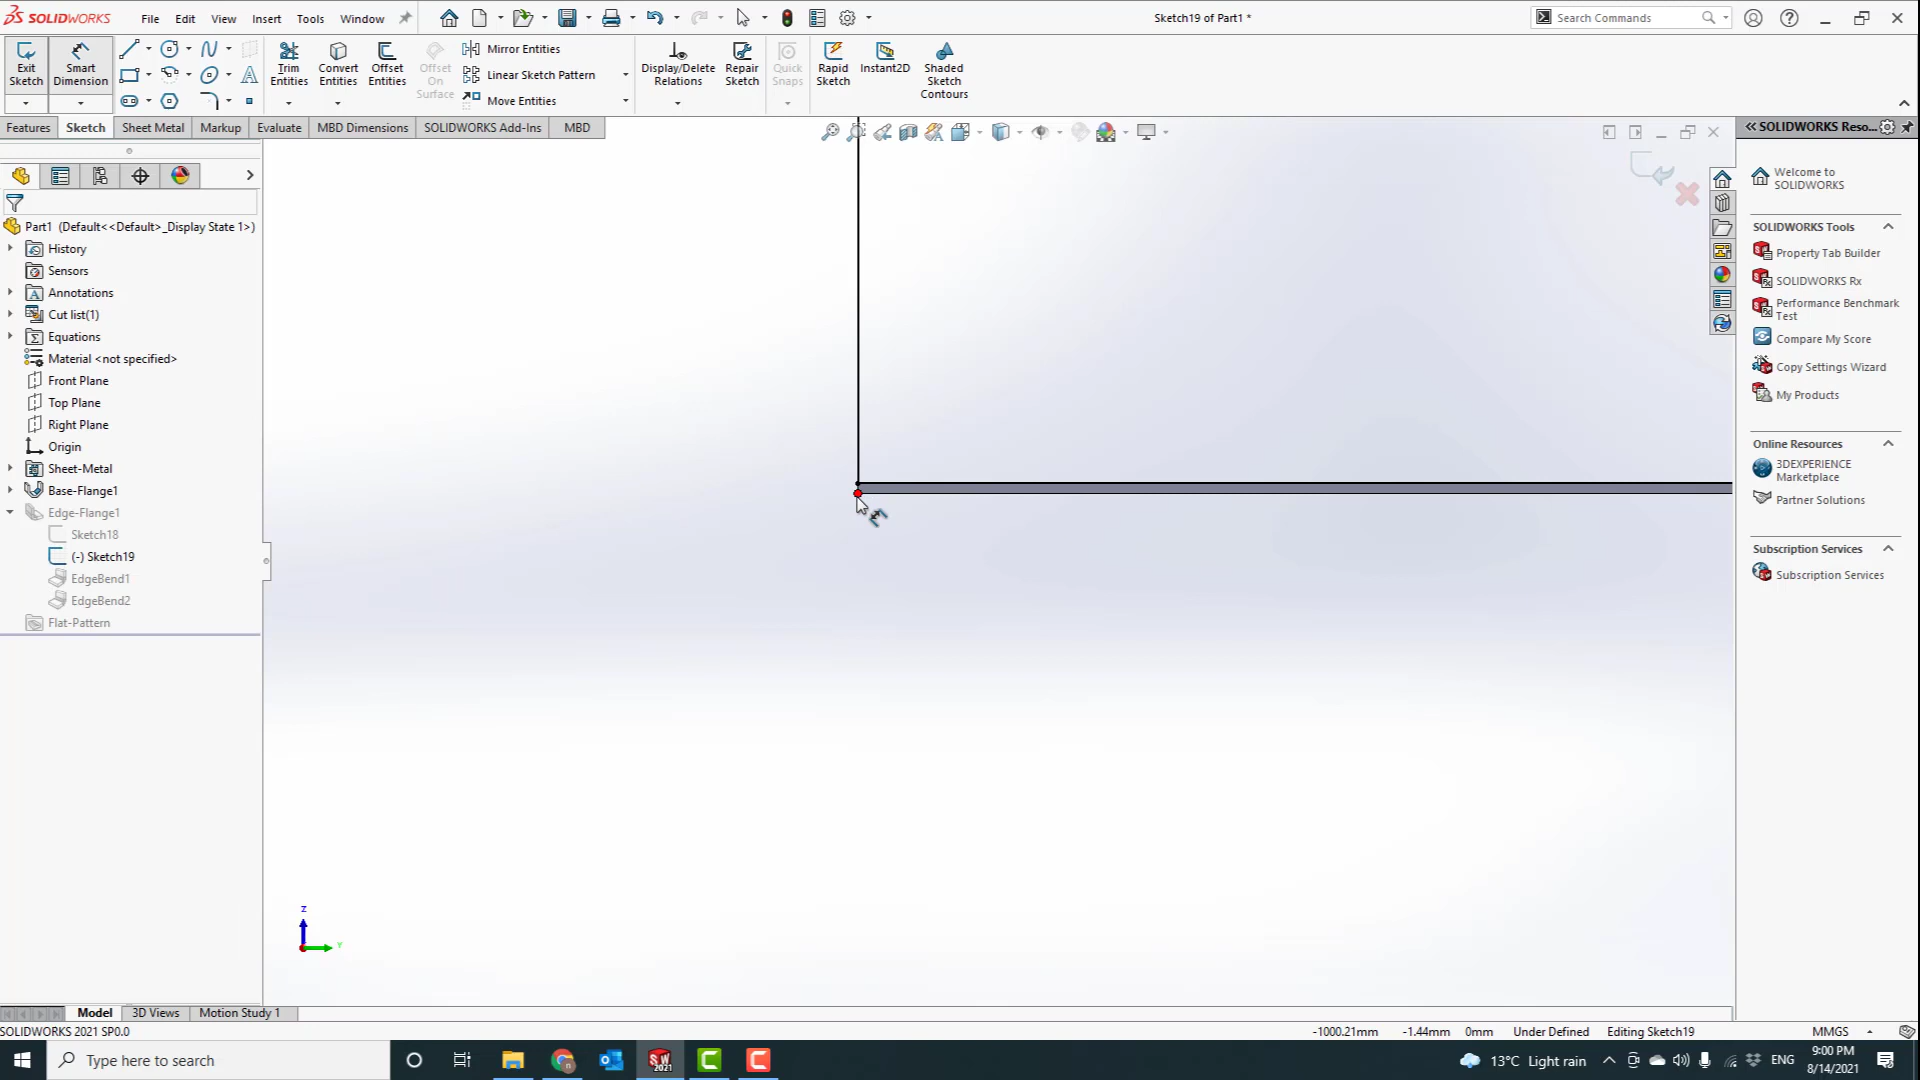 SOLIDWORKS File Edit View Insert Tools Window Sketch19 of Part1 * Search Commands
Exit Sketch
Smart Dimension
Trim Entities
Convert Entities
Offset Entities
Offset On Surface
Mirror Entities
Linear Sketch Pattern
Move Entities
Display/Delete Relations
Repair Sketch
Quick Snaps
Rapid Sketch
Instant2D
Shaded Sketch Contours
Features Sketch Sheet Metal Markup Evaluate MBD Dimensions SOLIDWORKS Add-Ins MBD
Part1 (Default<<Default>_Display State 1>)
History
Sensors
Annotations
Cut list(1)
Equations
Material <not specified>
Front Plane
Top Plane
Right Plane
Origin
Sheet-Metal
Base-Flange1
Edge-Flange1
Sketch18
(-) Sketch19
EdgeBend1
EdgeBend2
Flat-Pattern
Z
Y
SOLIDWORKS Reso...
Welcome to
SOLIDWORKS
SOLIDWORKS Tools
Property Tab Builder
SOLIDWORKS Rx
Performance Benchmark
Test
Compare My Score
Copy Settings Wizard
My Products
Online Resources
3DEXPERIENCE
Marketplace
Partner Solutions
Subscription Services
Subscription Services
Model 3D Views Motion Study 1
SOLIDWORKS 2021 SP0.0 -1000.21mm -1.44mm 0mm Under Defined Editing Sketch19 MMGS
Type here to search
13°C Light rain ENG 9:00 PM
8/14/2021